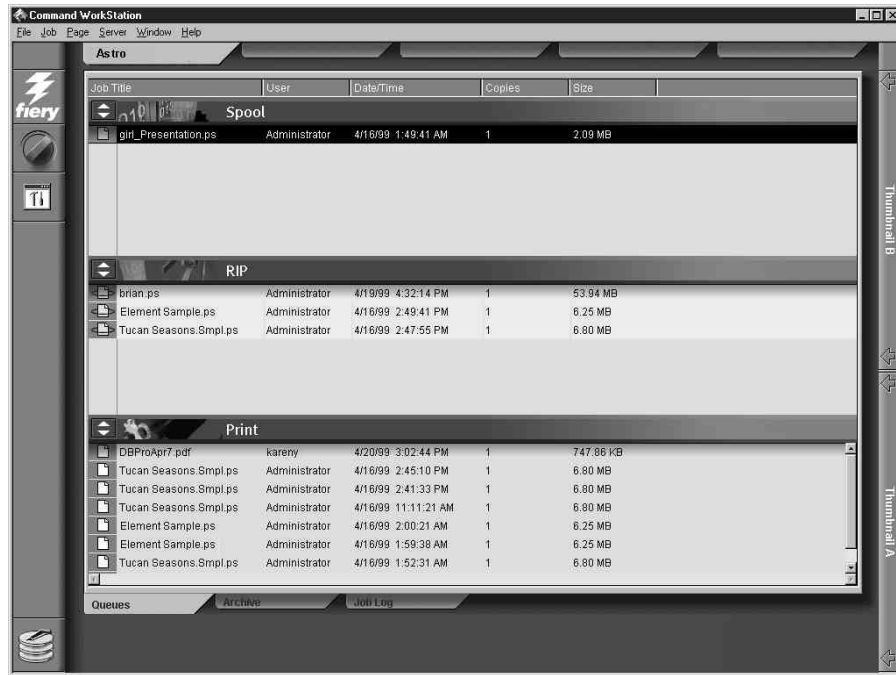 Command WorkStation
File Job Page Server Window Help
Astro
Job Title User Date/Time Copies Size
fiery
Spool
girl_Presentation.ps Administrator 4/16/99 1:49:41 AM 1 2.09 MB
Thumbnail B
RIP
brian.ps Administrator 4/19/99 4:32:14 PM 1 53.94 MB
Element Sample.ps Administrator 4/16/99 2:49:41 PM 1 6.25 MB
Tucan Seasons.Smpl.ps Administrator 4/16/99 2:47:55 PM 1 6.80 MB
Print
DBProApr7.pdf kareny 4/20/99 3:02:44 PM 1 747.86 KB
Tucan Seasons.Smpl.ps Administrator 4/16/99 2:45:10 PM 1 6.80 MB
Tucan Seasons.Smpl.ps Administrator 4/16/99 2:41:33 PM 1 6.80 MB
Tucan Seasons.Smpl.ps Administrator 4/16/99 11:11:21 AM 1 6.80 MB
Element Sample.ps Administrator 4/16/99 2:00:21 AM 1 6.25 MB
Element Sample.ps Administrator 4/16/99 1:59:38 AM 1 6.25 MB
Tucan Seasons.Smpl.ps Administrator 4/16/99 1:52:31 AM 1 6.80 MB
Thumbnail A
Queues Archive Job Log